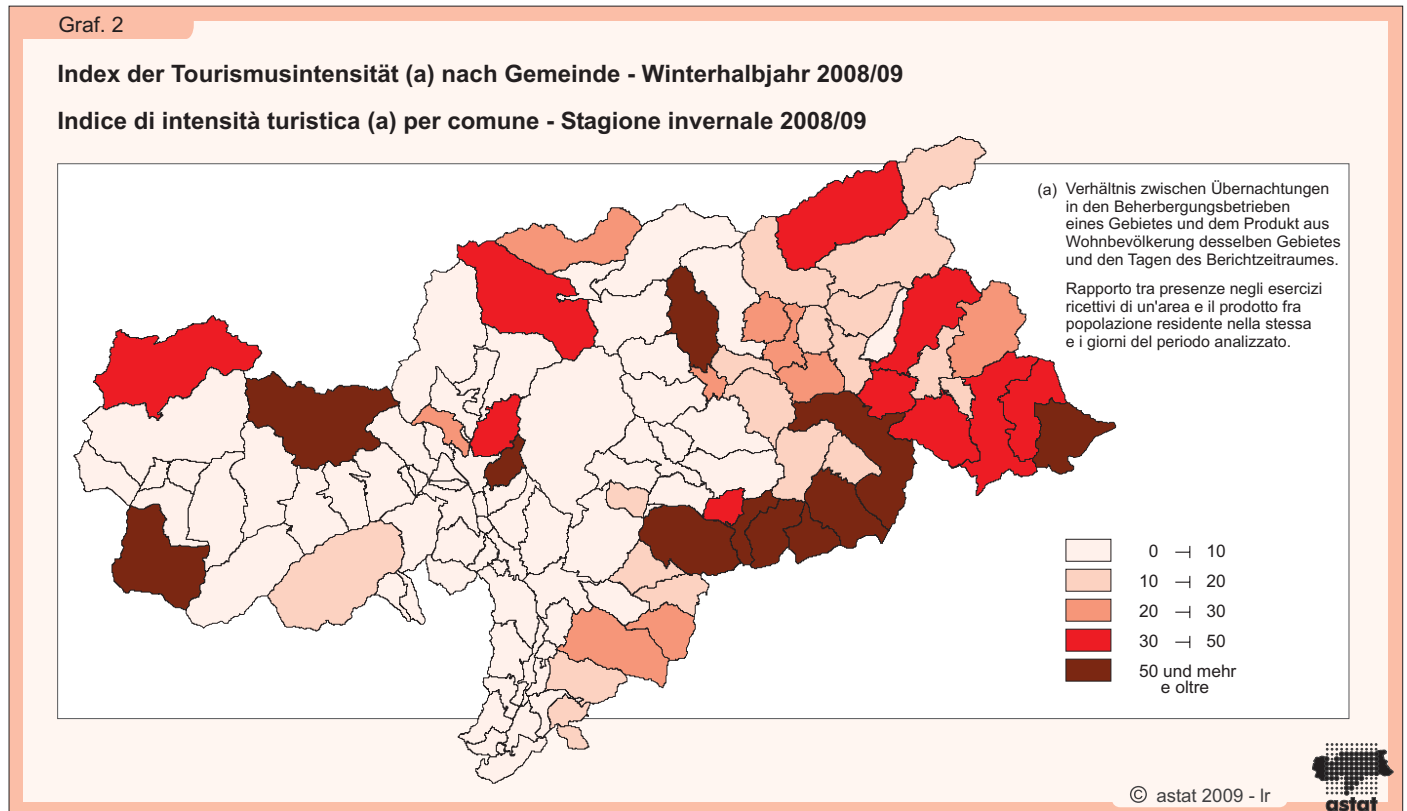 Graf. 2
Index der Tourismusintensität (a) nach Gemeinde - Winterhalbjahr 2008/09
Indice di intensità turistica (a) per comune - Stagione invernale 2008/09
(a) Verhältnis zwischen Übernachtungen
in den Beherbergungsbetrieben
eines Gebietes und dem Produkt aus
Wohnbevölkerung desselben Gebietes
und den Tagen des Berichtzeitraumes.
Rapporto tra presenze negli esercizi
ricettivi di un'area e il prodotto fra
popolazione residente nella stessa
e i giorni del periodo analizzato.
0 ⊣ 10
10 ⊣ 20
20 ⊣ 30
30 ⊣ 50
50 und mehr
e oltre
© astat 2009 - lr
astat